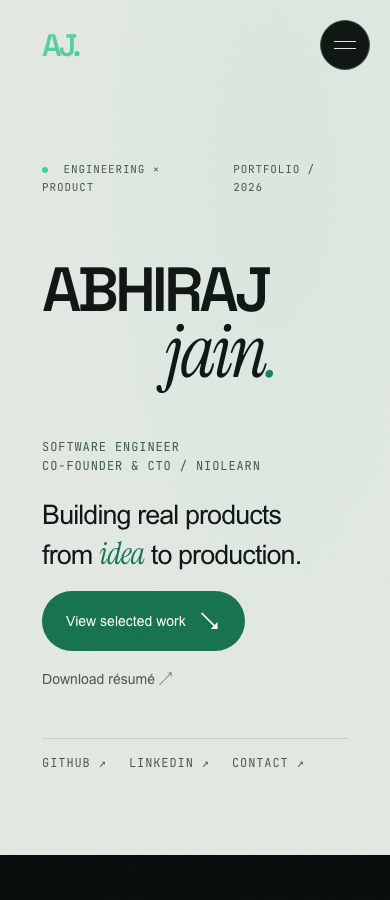 AJ.
ENGINEERING ×
PRODUCT
PORTFOLIO /
2026
ABHIRAJ
jain.
SOFTWARE ENGINEER
CO-FOUNDER & CTO / NIOLEARN
Building real products
from idea to production.
View selected work ↘
Download résumé ↗
GITHUB ↗ LINKEDIN ↗ CONTACT ↗